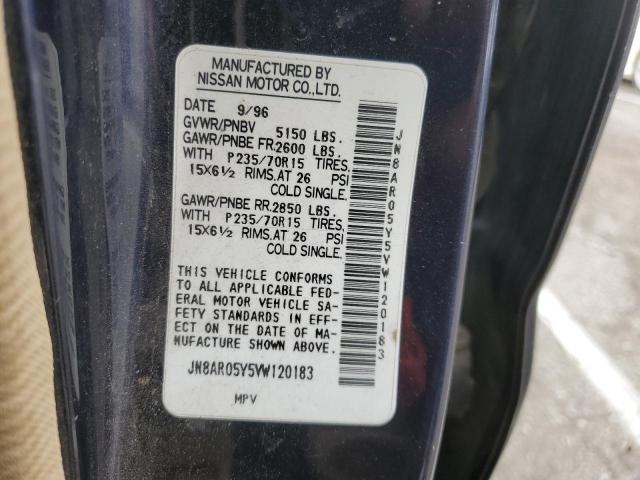 MANUFACTURED BY
NISSAN MOTOR CO.,LTD.
DATE 9/96
GVWR/PNBV 5150 LBS.
GAWR/PNBE FR.2600 LBS.
WITH P235/70R15 TIRES,
15X6½ RIMS.AT 26 PSI
COLD SINGLE.
GAWR/PNBE RR.2850 LBS.
WITH P235/70R15 TIRES,
15X6½ RIMS.AT 26 PSI
COLD SINGLE.
THIS VEHICLE CONFORMS
TO ALL APPLICABLE FED-
ERAL MOTOR VEHICLE SA-
FETY STANDARDS IN EFF-
ECT ON THE DATE OF MA-
NUFACTURE SHOWN ABOVE.
JN8AR05Y5VW120183
MPV
JN8AR05Y5VW120183